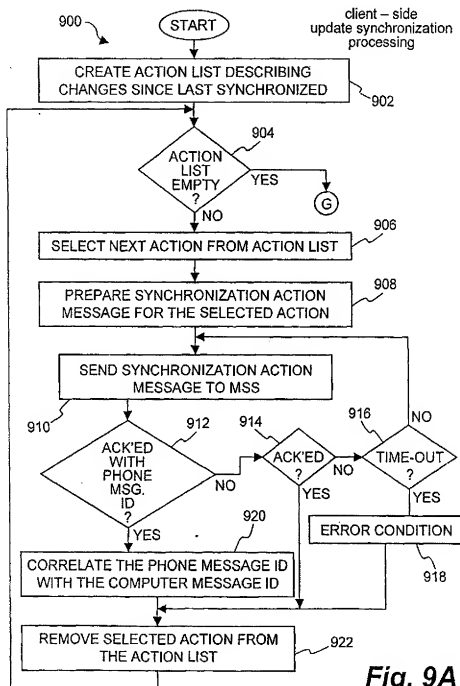 900
START
client – side
update synchronization
processing
CREATE ACTION LIST DESCRIBING
CHANGES SINCE LAST SYNCHRONIZED
902
904
ACTION
LIST
EMPTY
?
YES
G
NO
906
SELECT NEXT ACTION FROM ACTION LIST
908
PREPARE SYNCHRONIZATION ACTION
MESSAGE FOR THE SELECTED ACTION
SEND SYNCHRONIZATION ACTION
MESSAGE TO MSS
910
912
ACK'ED
WITH
PHONE
MSG.
ID
?
NO
YES
914
ACK'ED
?
NO
YES
916
NO
TIME-OUT
?
YES
ERROR CONDITION
918
920
CORRELATE THE PHONE MESSAGE ID
WITH THE COMPUTER MESSAGE ID
REMOVE SELECTED ACTION FROM
THE ACTION LIST
922
Fig. 9A